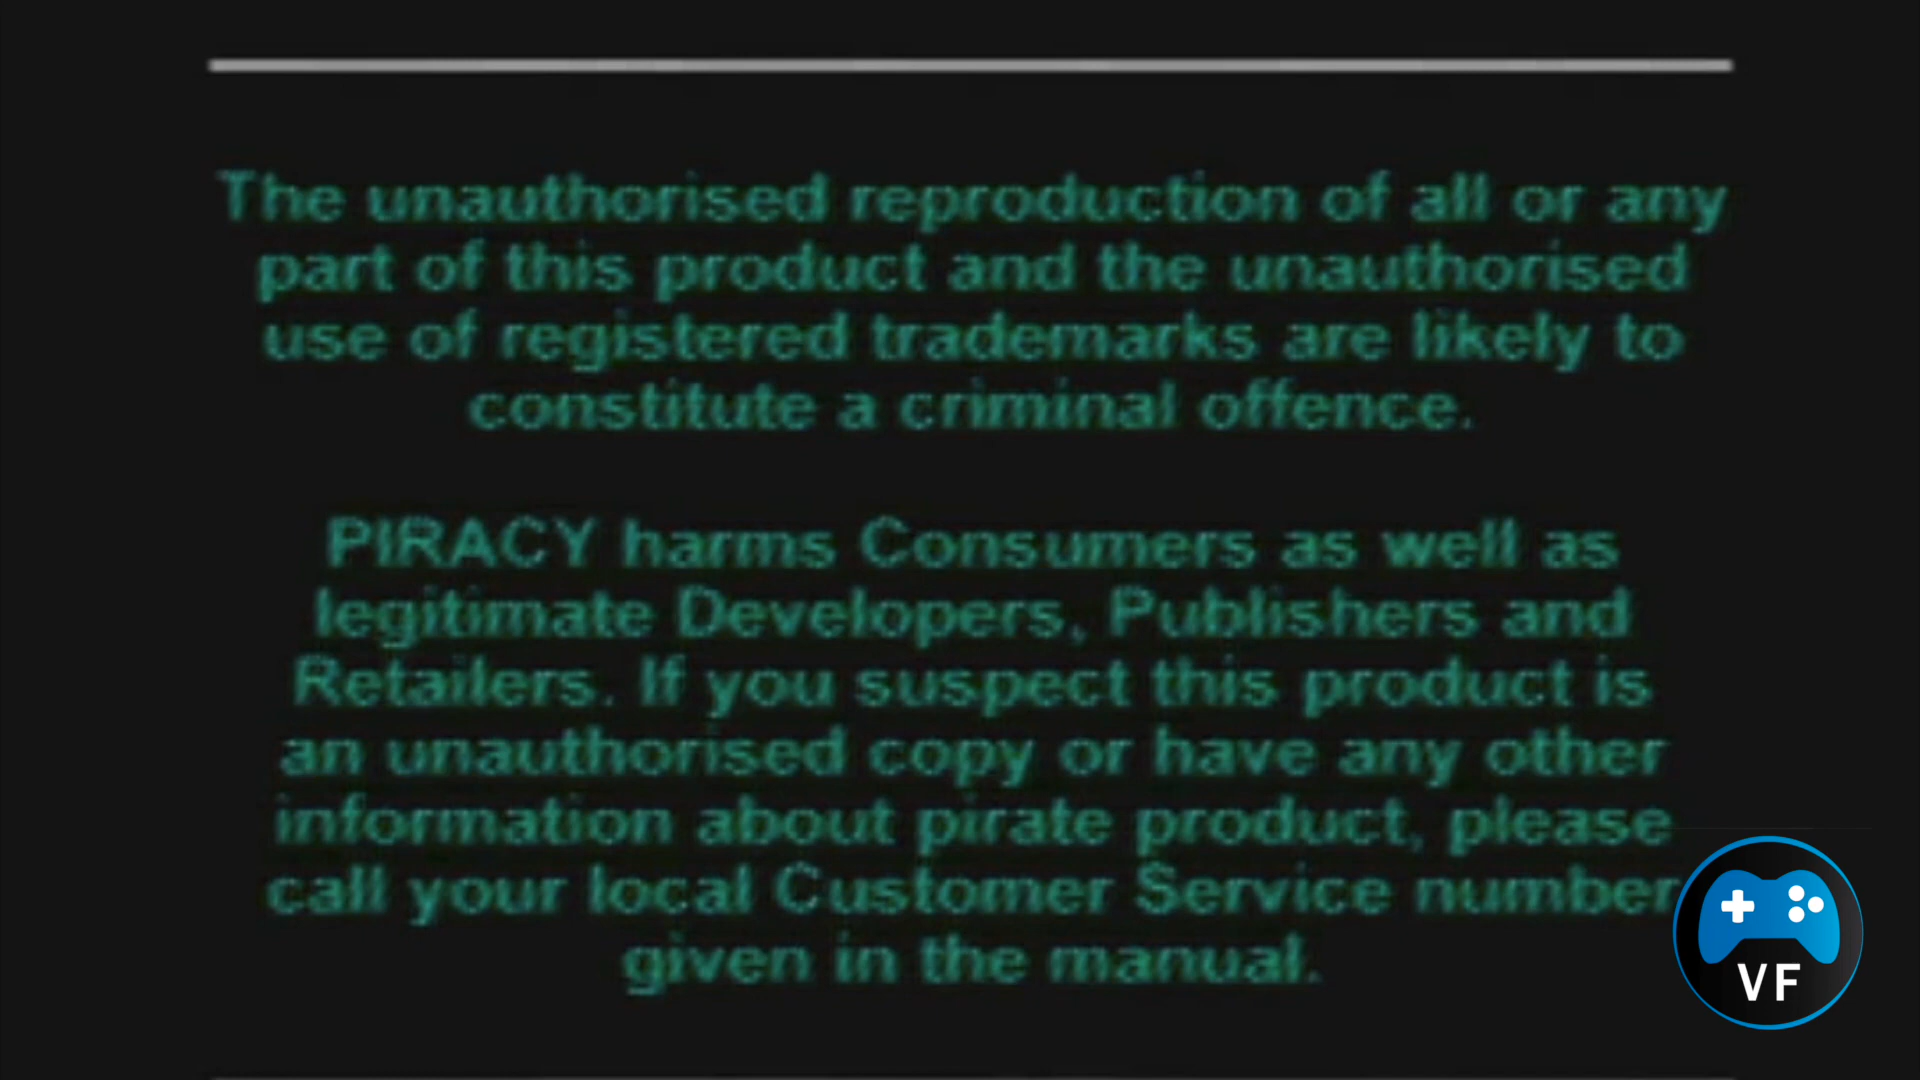 The unauthorised reproduction of all or any
part of this product and the unauthorised
use of registered trademarks are likely to
constitute a criminal offence.
PIRACY harms Consumers as well as
legitimate Developers, Publishers and
Retailers. If you suspect this product is
an unauthorised copy or have any other
information about pirate product, please
call your local Customer Service number
given in the manual.
VF